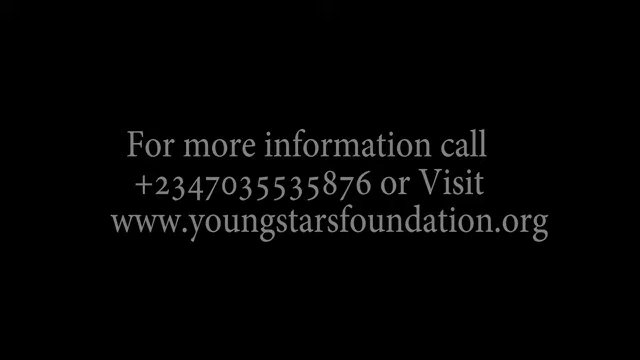 For more information call
+2347035535876 or Visit
www.youngstarsfoundation.org